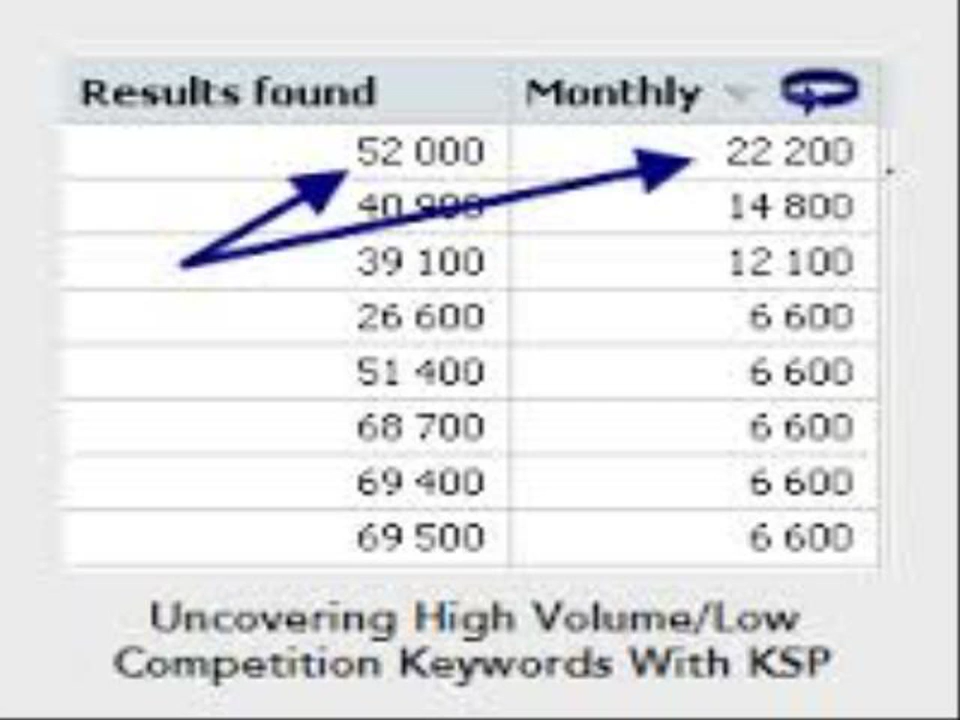 Results found Monthly
52 000 22 200
40 900 14 800
39 100 12 100
26 600 6 600
51 400 6 600
68 700 6 600
69 400 6 600
69 500 6 600
Uncovering High Volume/Low
Competition Keywords With KSP